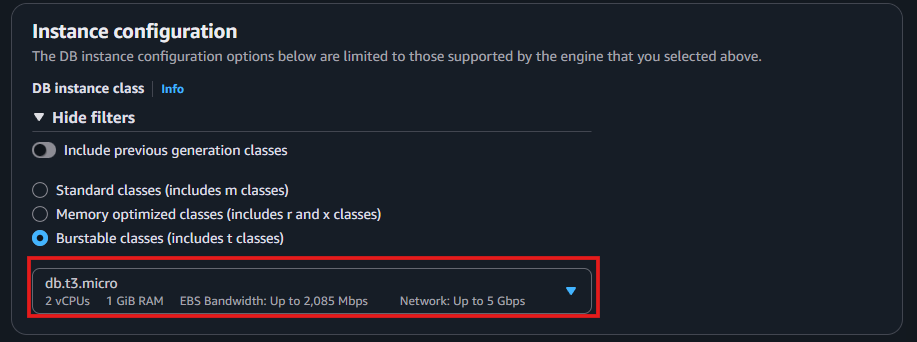 Instance configuration
The DB instance configuration options below are limited to those supported by the engine that you selected above.
DB instance class Info
Hide filters
Include previous generation classes
Standard classes (includes m classes)
Memory optimized classes (includes r and x classes)
Burstable classes (includes t classes)
db.t3.micro
2 vCPUs 1 GiB RAM EBS Bandwidth: Up to 2,085 Mbps Network: Up to 5 Gbps